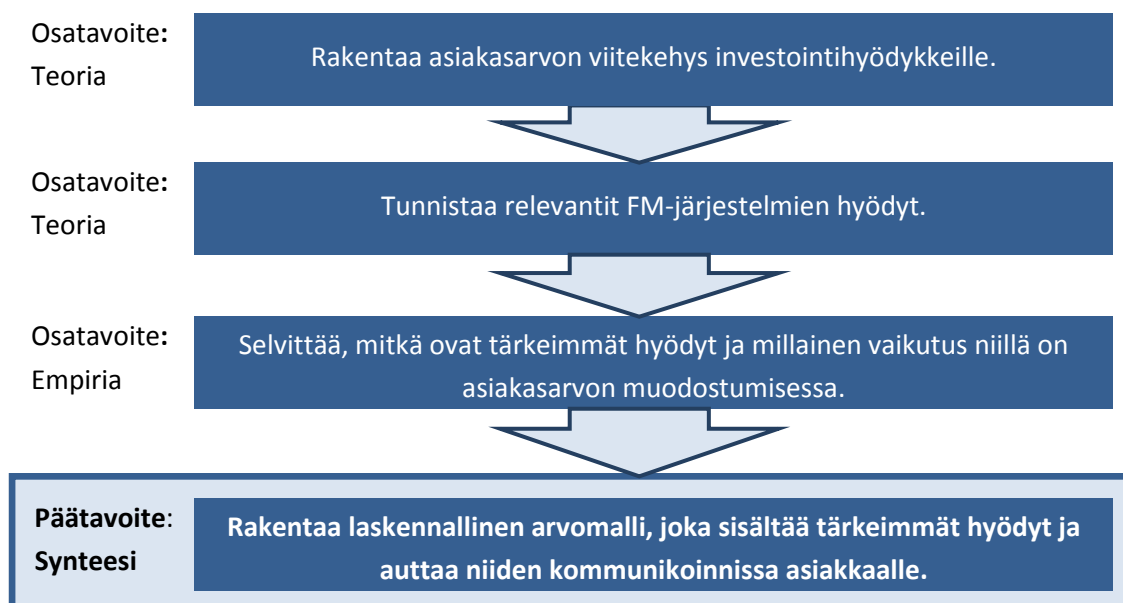 Osatavoite:
Teoria
Rakentaa asiakasarvon viitekehys investointihyödykkeille.
Osatavoite:
Teoria
Tunnistaa relevantit FM-järjestelmien hyödyt.
Osatavoite:
Empiria
Selvittää, mitkä ovat tärkeimmät hyödyt ja millainen vaikutus niillä on
asiakasarvon muodostumisessa.
Päätavoite:
Synteesi
Rakentaa laskennallinen arvomalli, joka sisältää tärkeimmät hyödyt ja
auttaa niiden kommunikoinnissa asiakkaalle.